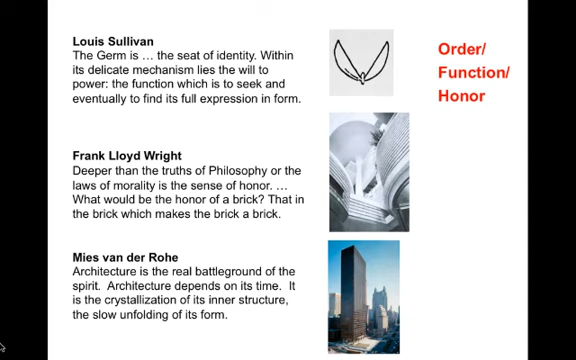 Louis Sullivan
The Germ is … the seat of identity. Within
its delicate mechanism lies the will to
power: the function which is to seek and
eventually to find its full expression in form.
Order/
Function/
Honor
Frank Lloyd Wright
Deeper than the truths of Philosophy or the
laws of morality is the sense of honor. …
What would be the honor of a brick? That in
the brick which makes the brick a brick.
Mies van der Rohe
Architecture is the real battleground of the
spirit. Architecture depends on its time. It
is the crystallization of its inner structure,
the slow unfolding of its form.